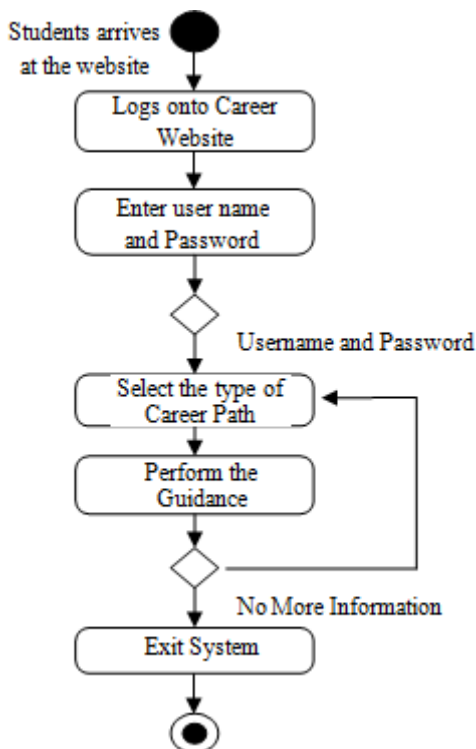 Students arrives
at the website
Logs onto Career
Website
Enter user name
and Password
Username and Password
Select the type of
Career Path
Perform the
Guidance
No More Information
Exit System